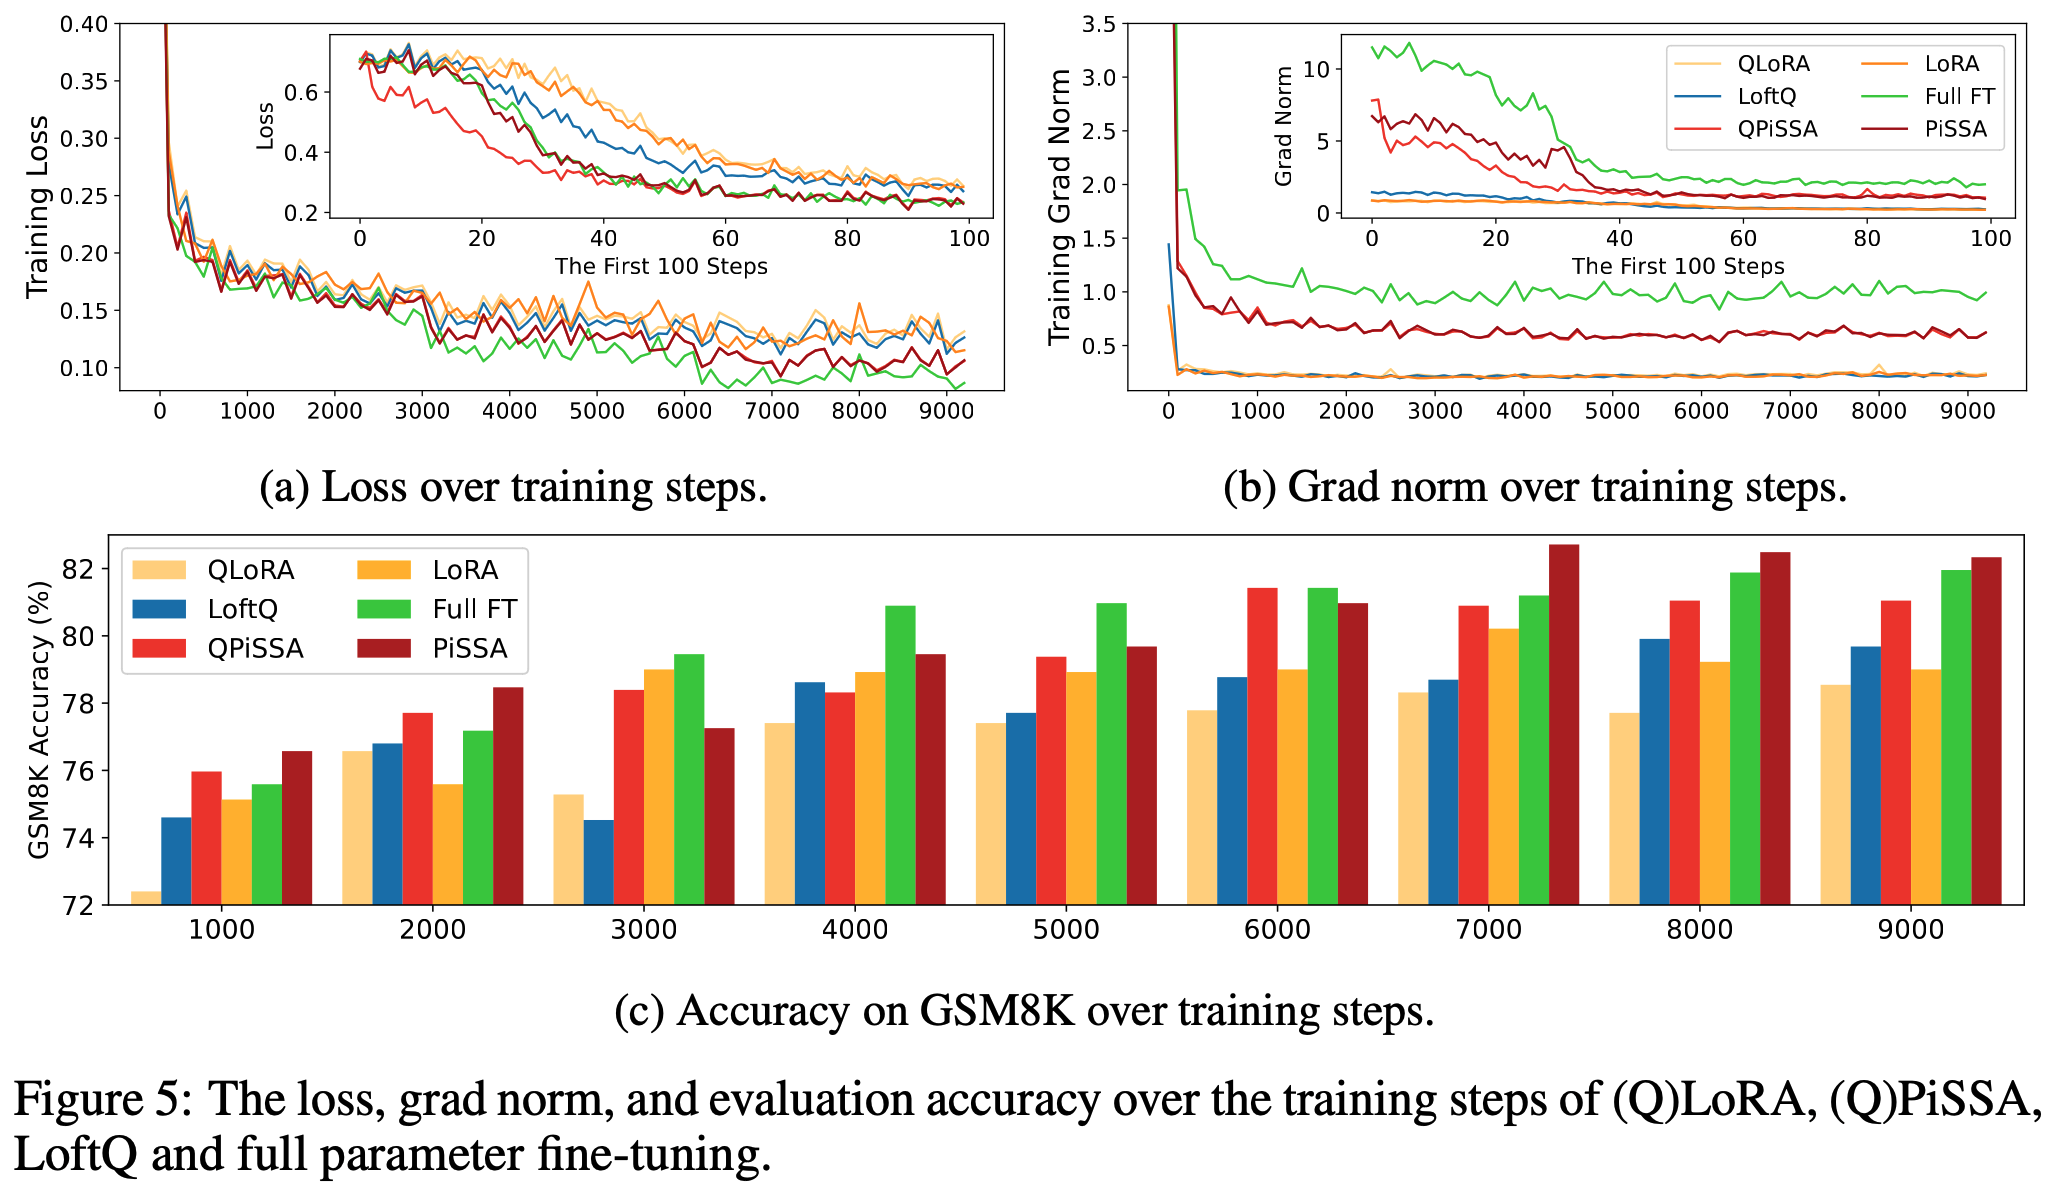 0.40
0.35
0.30
0.25
0.20
0.15
0.10
Training Loss
0.6
0.4
0.2
Loss
0 20 40 60 80 100
The First 100 Steps
0 1000 2000 3000 4000 5000 6000 7000 8000 9000
(a) Loss over training steps.
3.5
3.0
2.5
2.0
1.5
1.0
0.5
Training Grad Norm
10
5
0
Grad Norm
QLoRA LoRA
LoftQ Full FT
QPiSSA PiSSA
0 20 40 60 80 100
The First 100 Steps
0 1000 2000 3000 4000 5000 6000 7000 8000 9000
(b) Grad norm over training steps.
82
80
78
76
74
72
GSM8K Accuracy (%)
QLoRA LoRA
LoftQ Full FT
QPiSSA PiSSA
1000 2000 3000 4000 5000 6000 7000 8000 9000
(c) Accuracy on GSM8K over training steps.
Figure 5: The loss, grad norm, and evaluation accuracy over the training steps of (Q)LoRA, (Q)PiSSA,
LoftQ and full parameter fine-tuning.